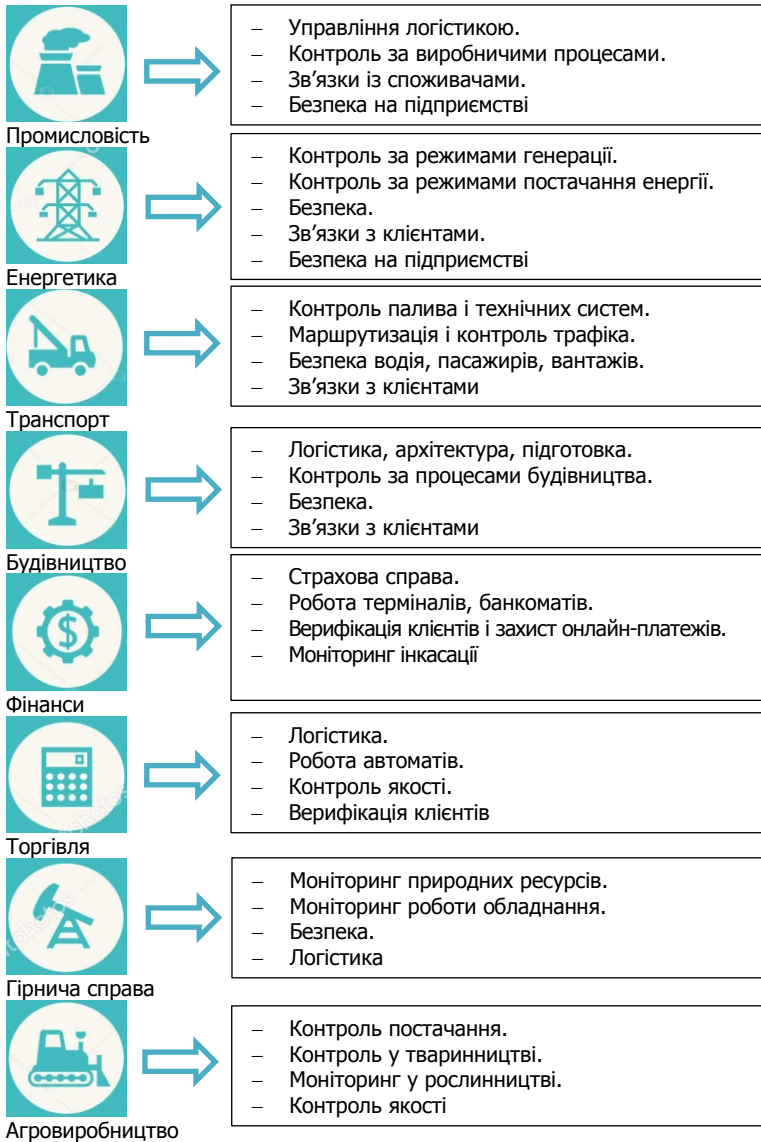 – Управління логістикою.
– Контроль за виробничими процесами.
– Зв’язки із споживачами.
– Безпека на підприємстві
Промисловість
– Контроль за режимами генерації.
– Контроль за режимами постачання енергії.
– Безпека.
– Зв’язки з клієнтами.
– Безпека на підприємстві
Енергетика
– Контроль палива і технічних систем.
– Маршрутизація і контроль трафіка.
– Безпека водія, пасажирів, вантажів.
– Зв’язки з клієнтами
Транспорт
– Логістика, архітектура, підготовка.
– Контроль за процесами будівництва.
– Безпека.
– Зв’язки з клієнтами
Будівництво
– Страхова справа.
– Робота терміналів, банкоматів.
– Верифікація клієнтів і захист онлайн-платежів.
– Моніторинг інкасації
$
Фінанси
– Логістика.
– Робота автоматів.
– Контроль якості.
– Верифікація клієнтів
Торгівля
– Моніторинг природних ресурсів.
– Моніторинг роботи обладнання.
– Безпека.
– Логістика
Гірнича справа
– Контроль постачання.
– Контроль у тваринництві.
– Моніторинг у рослинництві.
– Контроль якості
Агровиробництво